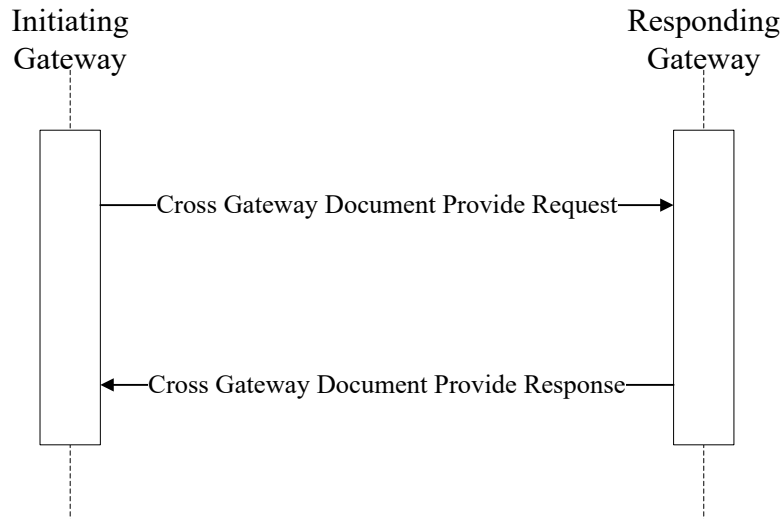 Initiating
Gateway
Responding
Gateway
Cross Gateway Document Provide Request
Cross Gateway Document Provide Response